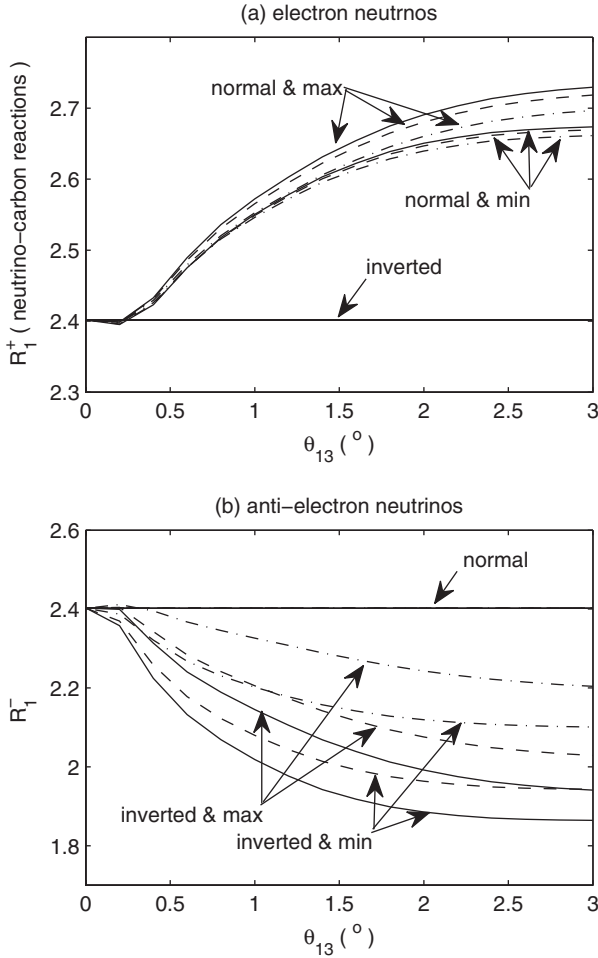 (a) electron neutrnos
R₁⁺ ( neutrino−carbon reactions )
2.7
2.6
2.5
2.4
2.3
normal & max
normal & min
inverted
0 0.5 1 1.5 2 2.5 3
θ₁₃ ( ° )
(b) anti−electron neutrinos
R₁⁻
2.6
2.4
2.2
2
1.8
normal
inverted & max
inverted & min
0 0.5 1 1.5 2 2.5 3
θ₁₃ ( ° )